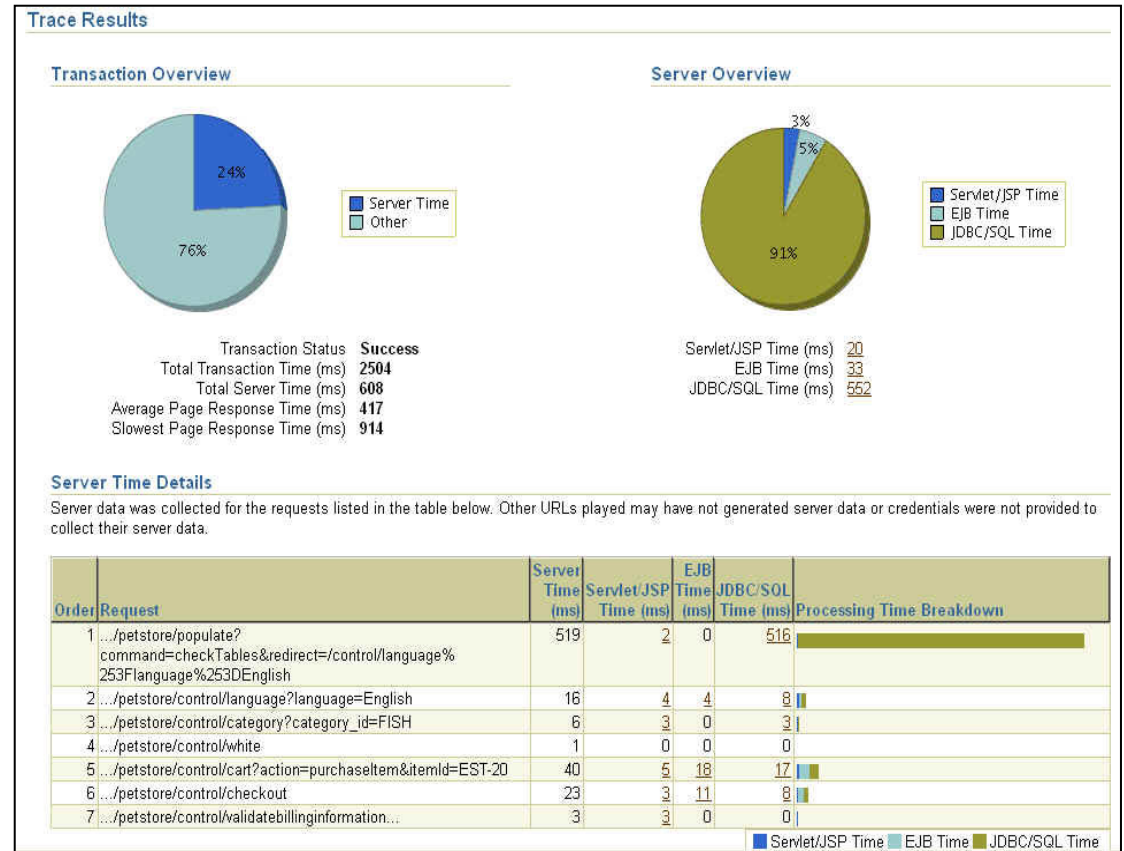 Trace Results
Transaction Overview
24%
76%
Server Time
Other
Transaction Status Success
Total Transaction Time (ms) 2504
Total Server Time (ms) 608
Average Page Response Time (ms) 417
Slowest Page Response Time (ms) 914
Server Overview
3%
5%
91%
Servlet/JSP Time
EJB Time
JDBC/SQL Time
Servlet/JSP Time (ms) 20
EJB Time (ms) 33
JDBC/SQL Time (ms) 552
Server Time Details
Server data was collected for the requests listed in the table below. Other URLs played may have not generated server data or credentials were not provided to
collect their server data.
Order Request Server Time (ms) Servlet/JSP Time (ms) EJB Time (ms) JDBC/SQL Time (ms) Processing Time Breakdown
1 .../petstore/populate? 519 2 0 516
command=checkTables&redirect=/control/language%
253Flanguage%253DEnglish
2 .../petstore/control/language?language=English 16 4 4 8
3 .../petstore/control/category?category_id=FISH 6 3 0 3
4 .../petstore/control/white 1 0 0 0
5 .../petstore/control/cart?action=purchaseItem&itemId=EST-20 40 5 18 17
6 .../petstore/control/checkout 23 3 11 8
7 .../petstore/control/validatebillinginformation... 3 3 0 0
Servlet/JSP Time EJB Time JDBC/SQL Time